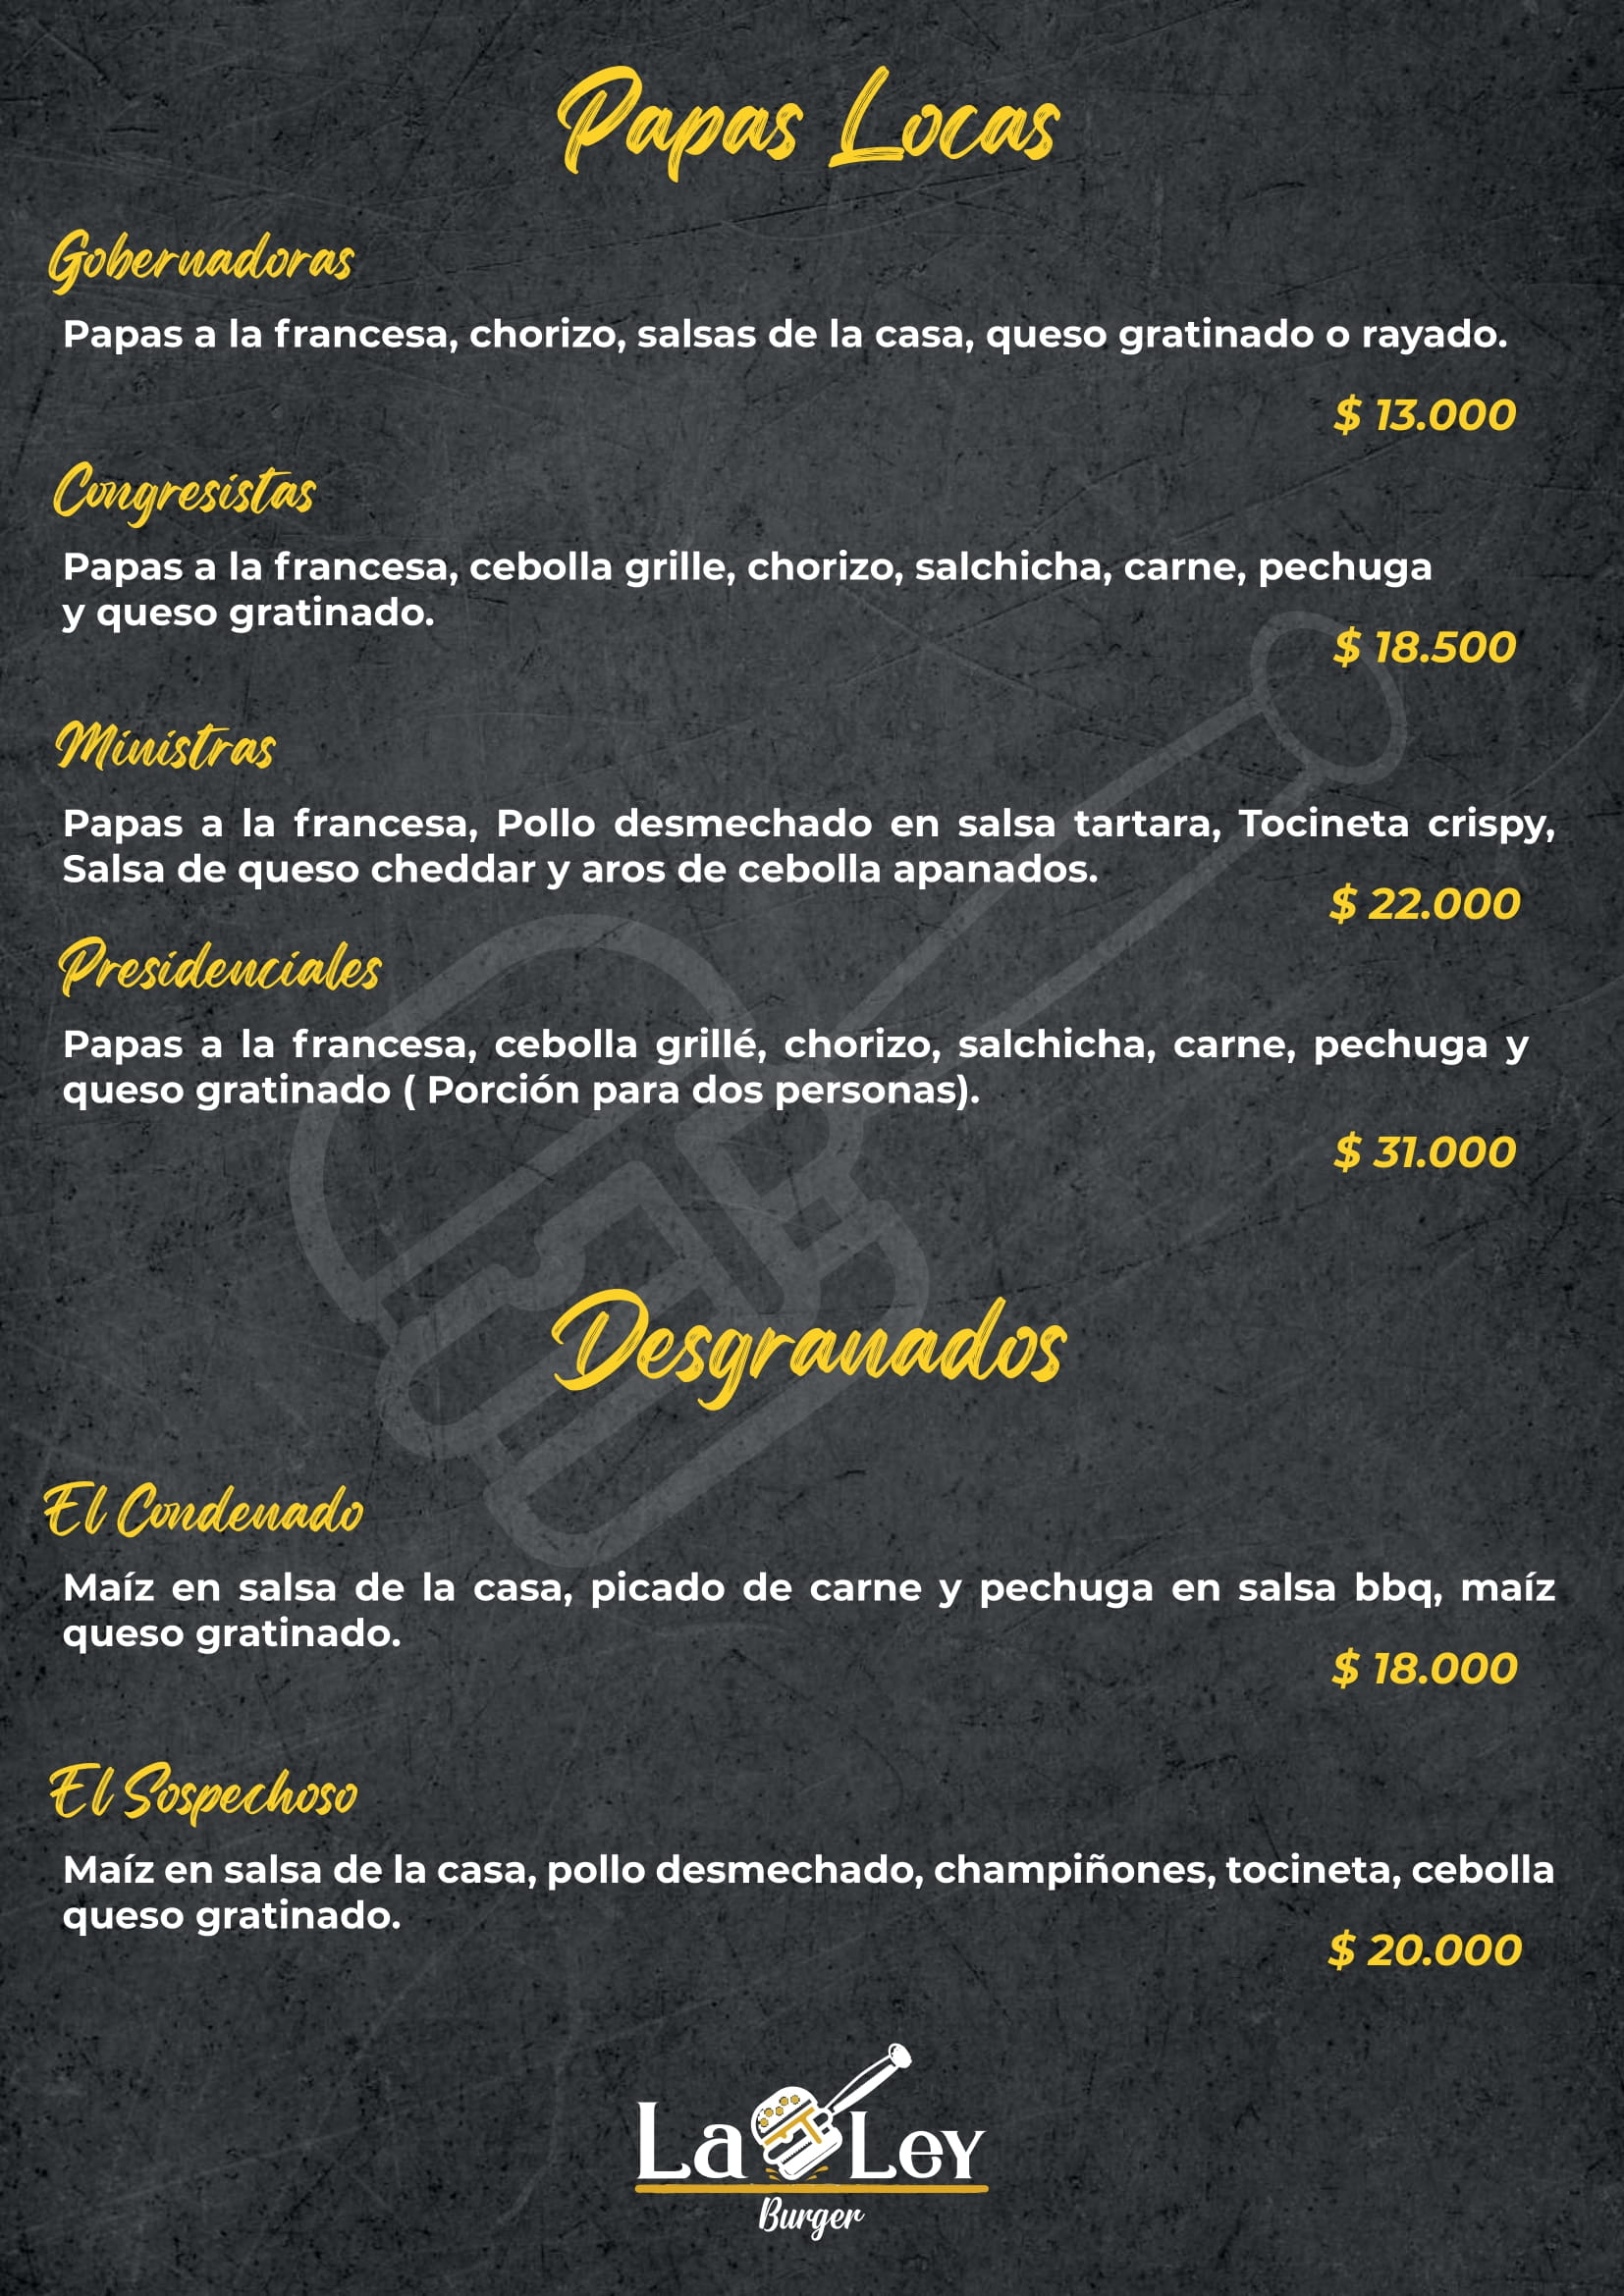 Papas Locas
Gobernadoras
Papas a la francesa, chorizo, salsas de la casa, queso gratinado o rayado.
$ 13.000
Congresistas
Papas a la francesa, cebolla grille, chorizo, salchicha, carne, pechuga
y queso gratinado.
$ 18.500
Ministras
Papas a la francesa, Pollo desmechado en salsa tartara, Tocineta crispy,
Salsa de queso cheddar y aros de cebolla apanados.
$ 22.000
Presidenciales
Papas a la francesa, cebolla grillé, chorizo, salchicha, carne, pechuga y
queso gratinado ( Porción para dos personas).
$ 31.000
Desgranados
El Condenado
Maíz en salsa de la casa, picado de carne y pechuga en salsa bbq, maíz
queso gratinado.
$ 18.000
El Sospechoso
Maíz en salsa de la casa, pollo desmechado, champiñones, tocineta, cebolla
queso gratinado.
$ 20.000
La Ley
Burger